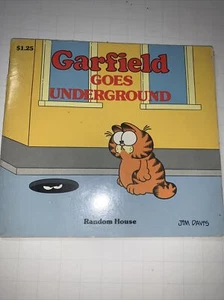 $1.25
Garfield
GOES
UNDERGROUND
Random House
JIM DAVIS